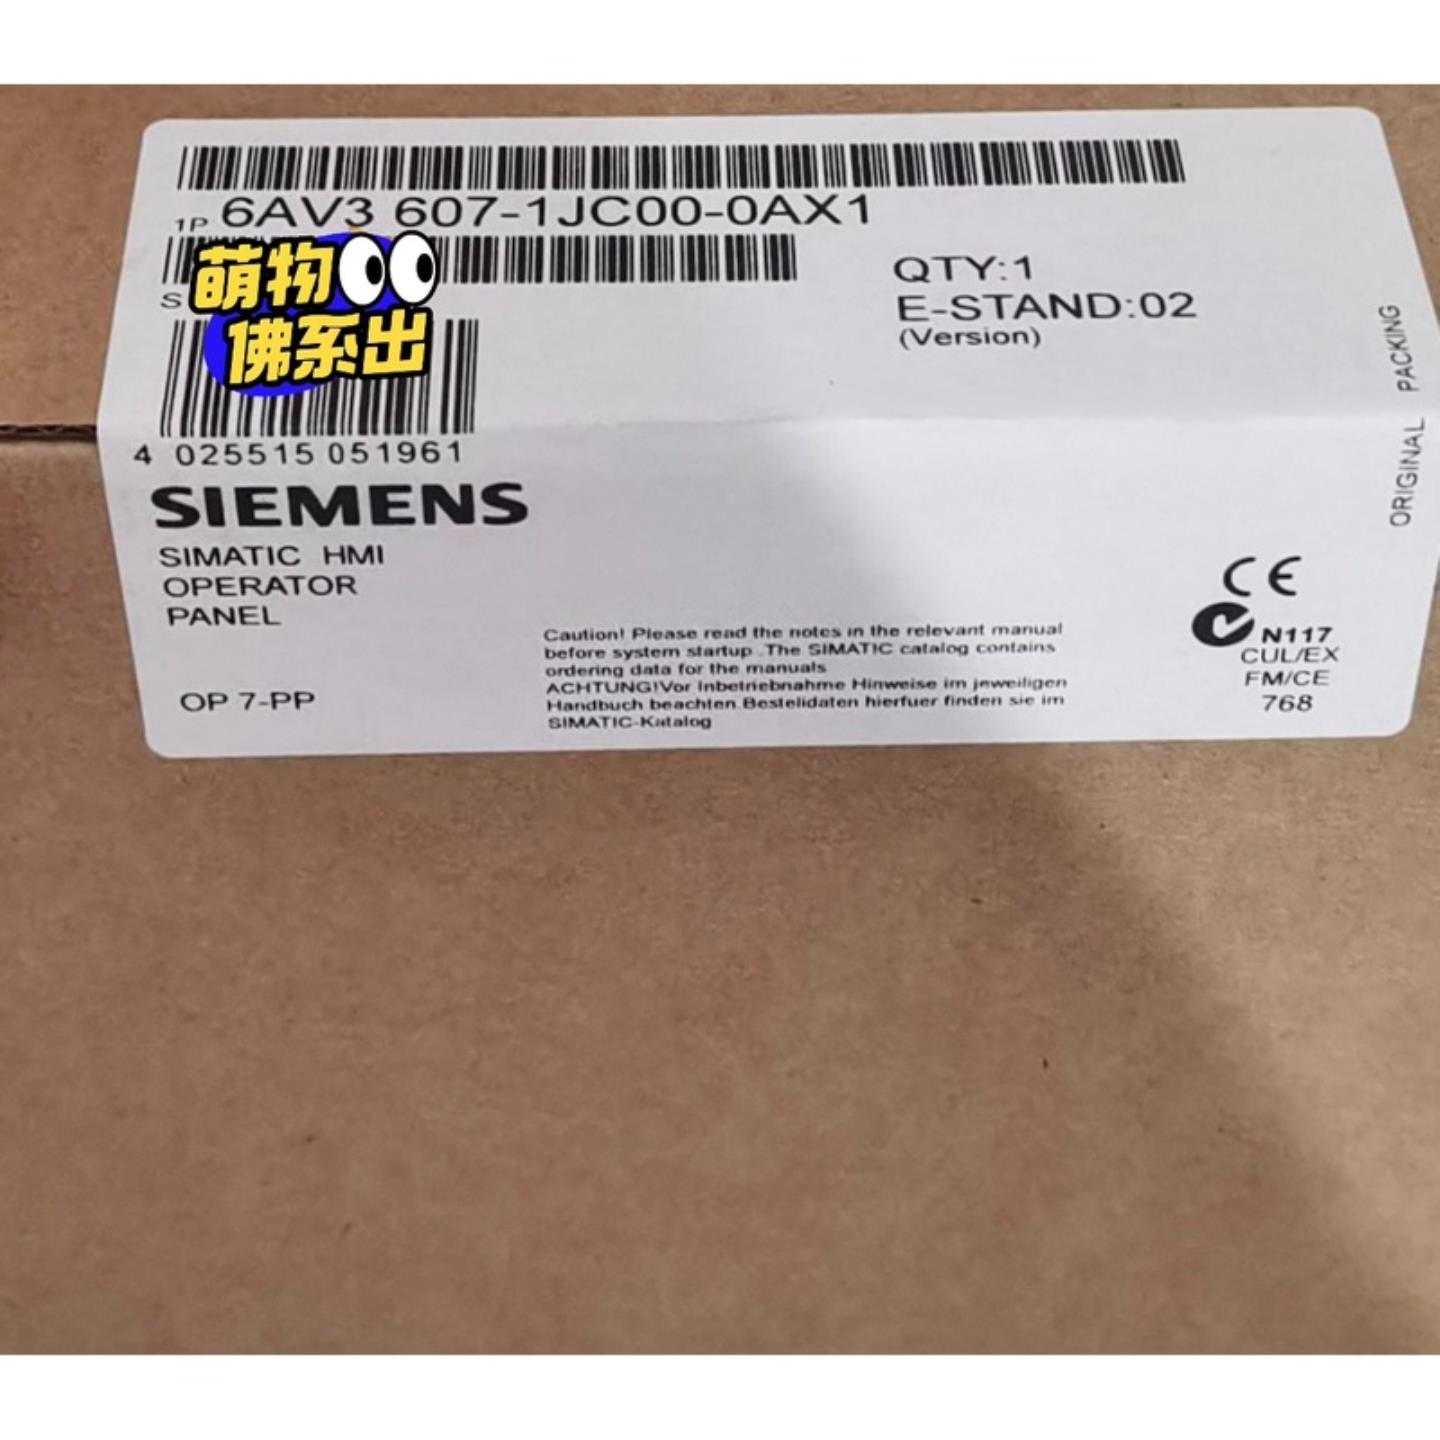 1P 6AV3 607-1JC00-0AX1
S
萌物
佛系出
QTY:1
E-STAND:02
(Version)
4 025515 051961
SIEMENS
SIMATIC HMI
OPERATOR
PANEL
OP 7-PP
Caution! Please read the notes in the relevant manual
before system startup .The SIMATIC catalog contains
ordering data for the manuals
ACHTUNG!Vor Inbetriebnahme Hinweise im jeweiligen
Handbuch beachten.Bestelldaten hierfuer finden sie im
SIMATIC-Katalog
CE
N117
CUL/EX
FM/CE
768
ORIGINAL PACKING